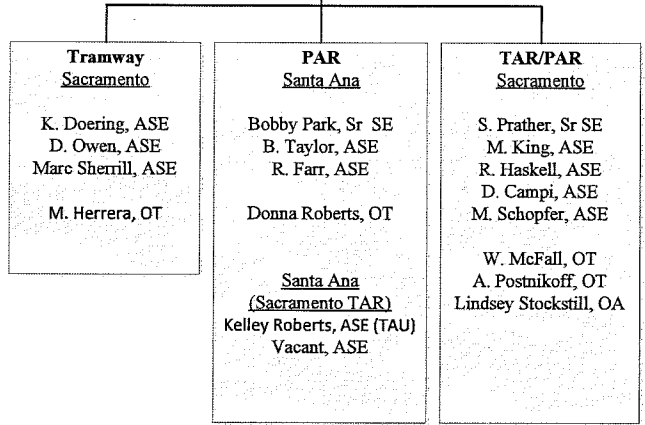 Tramway
Sacramento
K. Doering, ASE
D. Owen, ASE
Marc Sherrill, ASE
M. Herrera, OT
PAR
Santa Ana
Bobby Park, Sr SE
B. Taylor, ASE
R. Farr, ASE
Donna Roberts, OT
Santa Ana
(Sacramento TAR)
Kelley Roberts, ASE (TAU)
Vacant, ASE
TAR/PAR
Sacramento
S. Prather, Sr SE
M. King, ASE
R. Haskell, ASE
D. Campi, ASE
M. Schopfer, ASE
W. McFall, OT
A. Postnikoff, OT
Lindsey Stockstill, OA